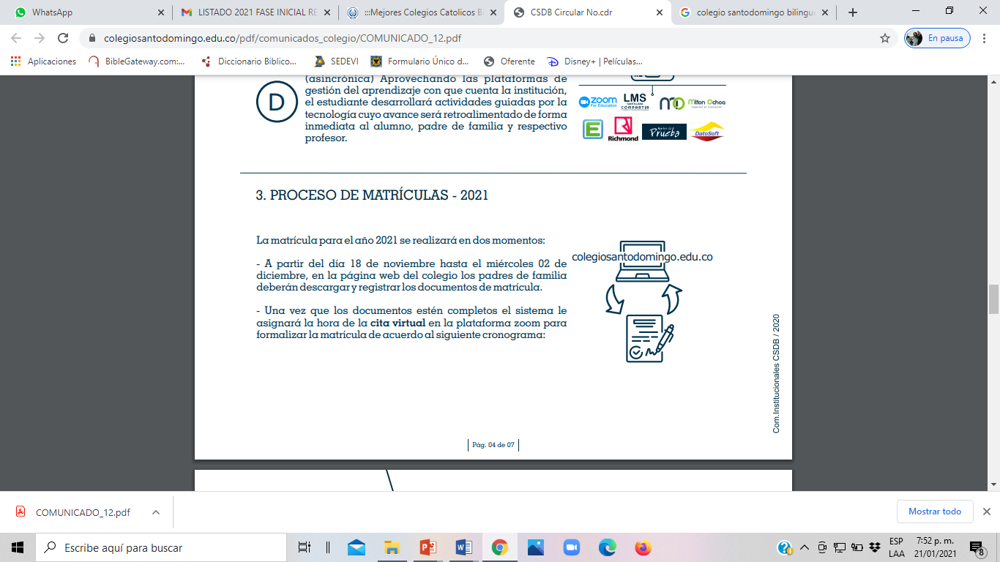 WhatsApp
LISTADO 2021 FASE INICIAL RE
:::Mejores Colegios Catolicos B
CSDB Circular No.cdr
colegio santodomingo bilingue
colegiosantodomingo.edu.co/pdf/comunicados_colegio/COMUNICADO_12.pdf
En pausa
Aplicaciones
BibleGateway.com:...
Diccionario Biblico...
SEDEVI
Formulario Único d...
Oferente
Disney+ | Películas...
(asincrónica) Aprovechando las plataformas de
gestión del aprendizaje con que cuenta la institución,
el estudiante desarrollará actividades guiadas por la
tecnología cuyo avance será retroalimentado de forma
inmediata al alumno, padre de familia y respectivo
profesor.
D
zoom
For Education
LMS
SANTILLANA
COMPARTIR
Milton Ochoa
E
Richmond
Prueba
DatoSoft
3. PROCESO DE MATRÍCULAS - 2021
La matrícula para el año 2021 se realizará en dos momentos:
- A partir del día 18 de noviembre hasta el miércoles 02 de
diciembre, en la página web del colegio los padres de familia
deberán descargar y registrar los documentos de matrícula.
- Una vez que los documentos estén completos el sistema le
asignará la hora de la cita virtual en la plataforma zoom para
formalizar la matrícula de acuerdo al siguiente cronograma:
colegiosantodomingo.edu.co
Com.Institucionales CSDB / 2020
Pág. 04 de 07
COMUNICADO_12.pdf
Mostrar todo
Escribe aquí para buscar
ESP
LAA
7:52 p. m.
21/01/2021
8